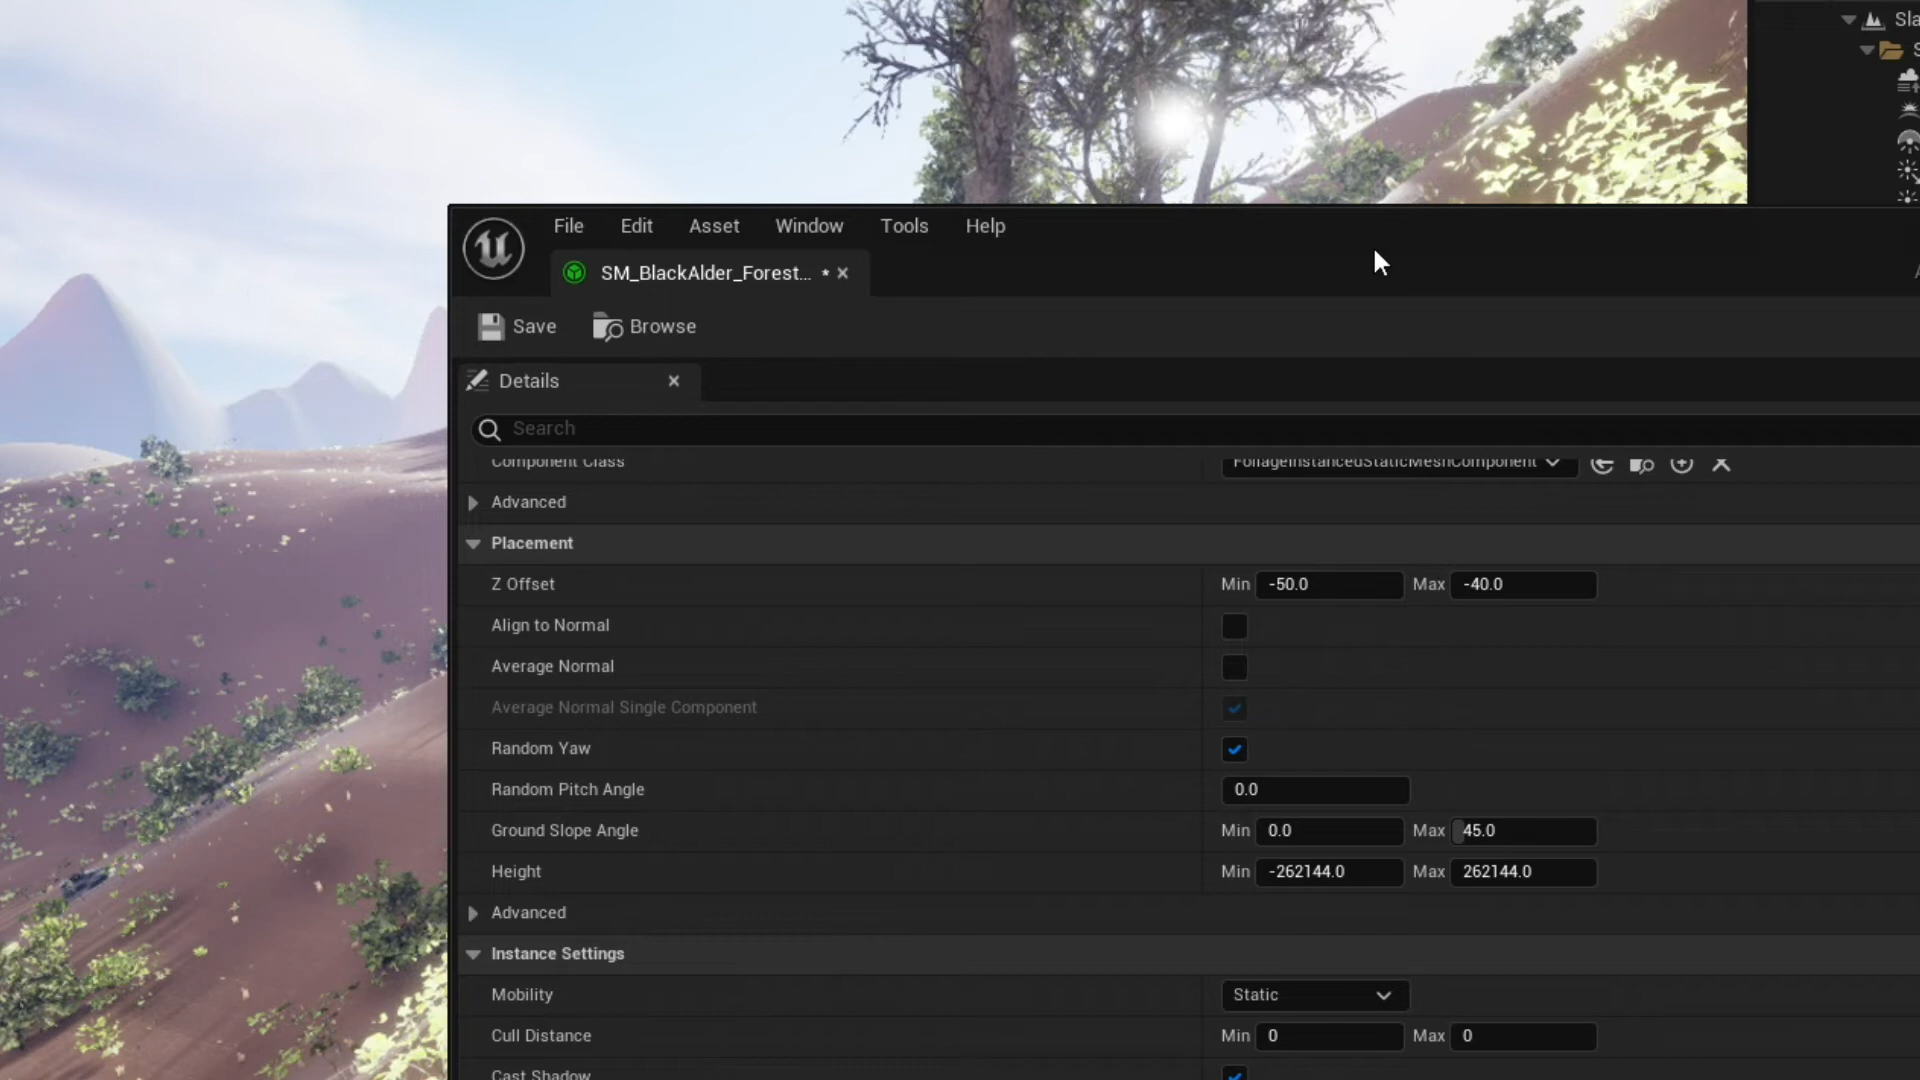 Sla
File Edit Asset Window Tools Help
SM_BlackAlder_Forest... * ×
Save Browse
Details ×
Search
Component Class FoliageInstancedStaticMeshComponent
Advanced
Placement
Z Offset Min -50.0 Max -40.0
Align to Normal
Average Normal
Average Normal Single Component
Random Yaw
Random Pitch Angle 0.0
Ground Slope Angle Min 0.0 Max 45.0
Height Min -262144.0 Max 262144.0
Advanced
Instance Settings
Mobility Static
Cull Distance Min 0 Max 0
Cast Shadow